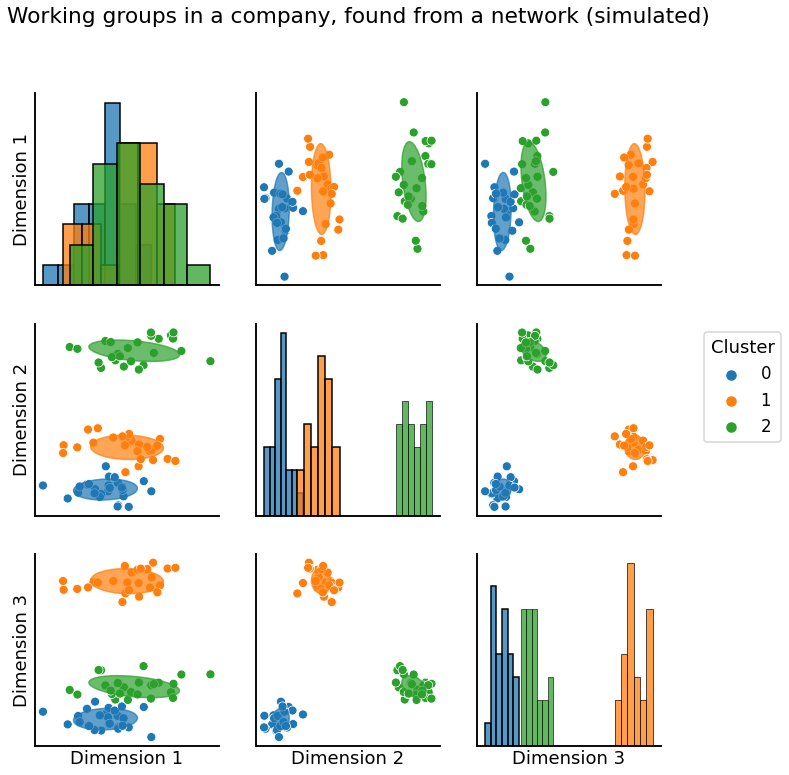 Working groups in a company, found from a network (simulated)
Dimension 1
Dimension 2
Cluster
0
1
2
Dimension 3
Dimension 1
Dimension 2
Dimension 3